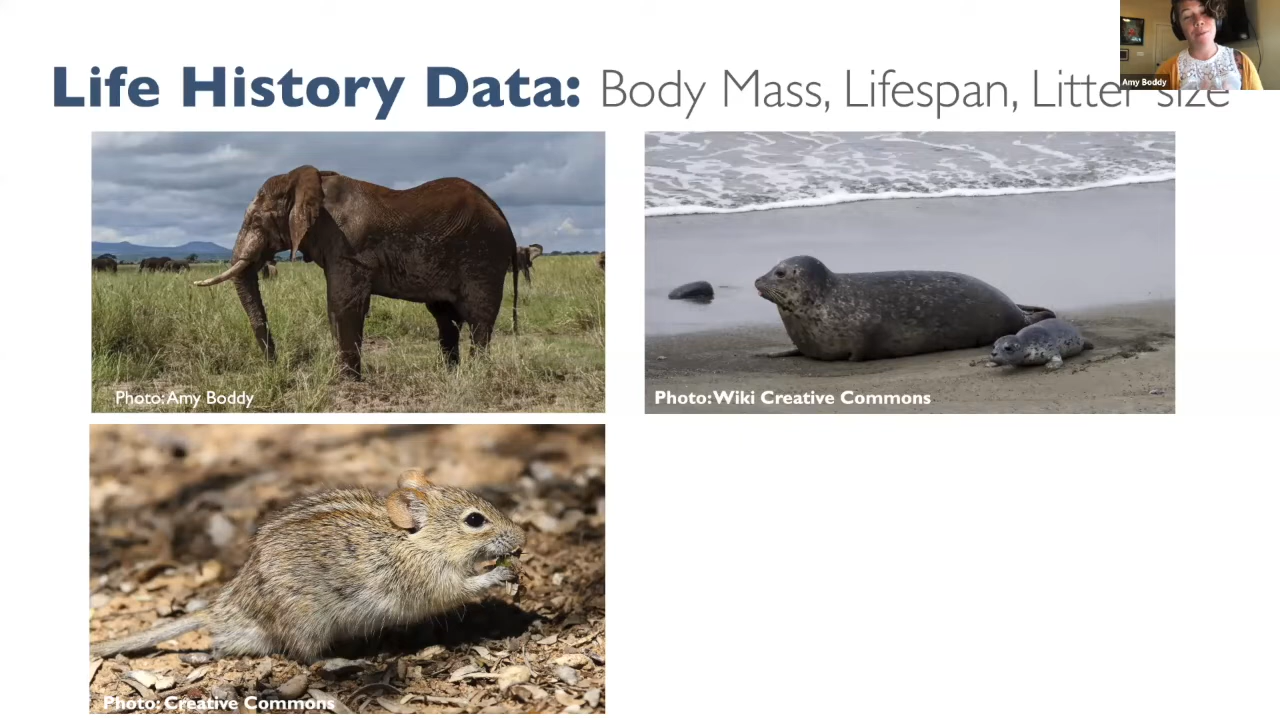 Amy Boddy
Life History Data: Body Mass, Lifespan, Litter size
Photo: Amy Boddy
Photo: Wiki Creative Commons
Photo: Creative Commons